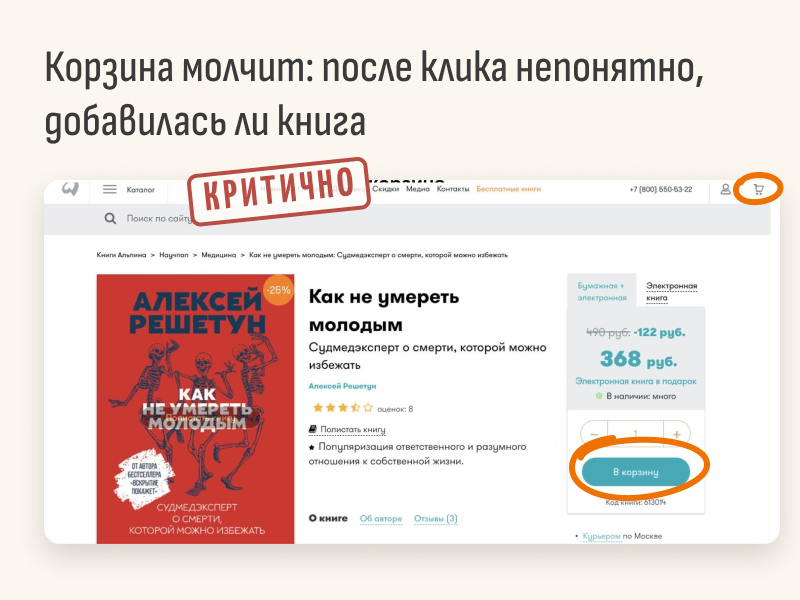 Корзина молчит: после клика непонятно,
добавилась ли книга
КРИТИЧНО
Каталог
Скидки Медиа Контакты Бесплатные книги
+7 (800) 550-53-22
Поиск по сайту
Книги Альпина > Научпоп > Медицина > Как не умереть молодым: Судмедэксперт о смерти, которой можно избежать
-25%
АЛЕКСЕЙ
РЕШЕТУН
КАК
НЕ УМЕРЕТЬ
МОЛОДЫМ
ОТ АВТОРА
БЕСТСЕЛЛЕРА
«ВСКРЫТИЕ
ПОКАЖЕТ»
СУДМЕДЭКСПЕРТ
О СМЕРТИ,
КОТОРОЙ МОЖНО ИЗБЕЖАТЬ
Как не умереть
молодым
Судмедэксперт о смерти, которой можно
избежать
Алексей Решетун
оценок: 8
Полистать книгу
Популяризация ответственного и разумного
отношения к собственной жизни.
О книге Об авторе Отзывы (3)
Бумажная +
электронная
Электронная
книга
490 руб. -122 руб.
368 руб.
Электронная книга в подарок
В наличии: много
− 1 +
В корзину
Код книги: 613014
• Курьером по Москве